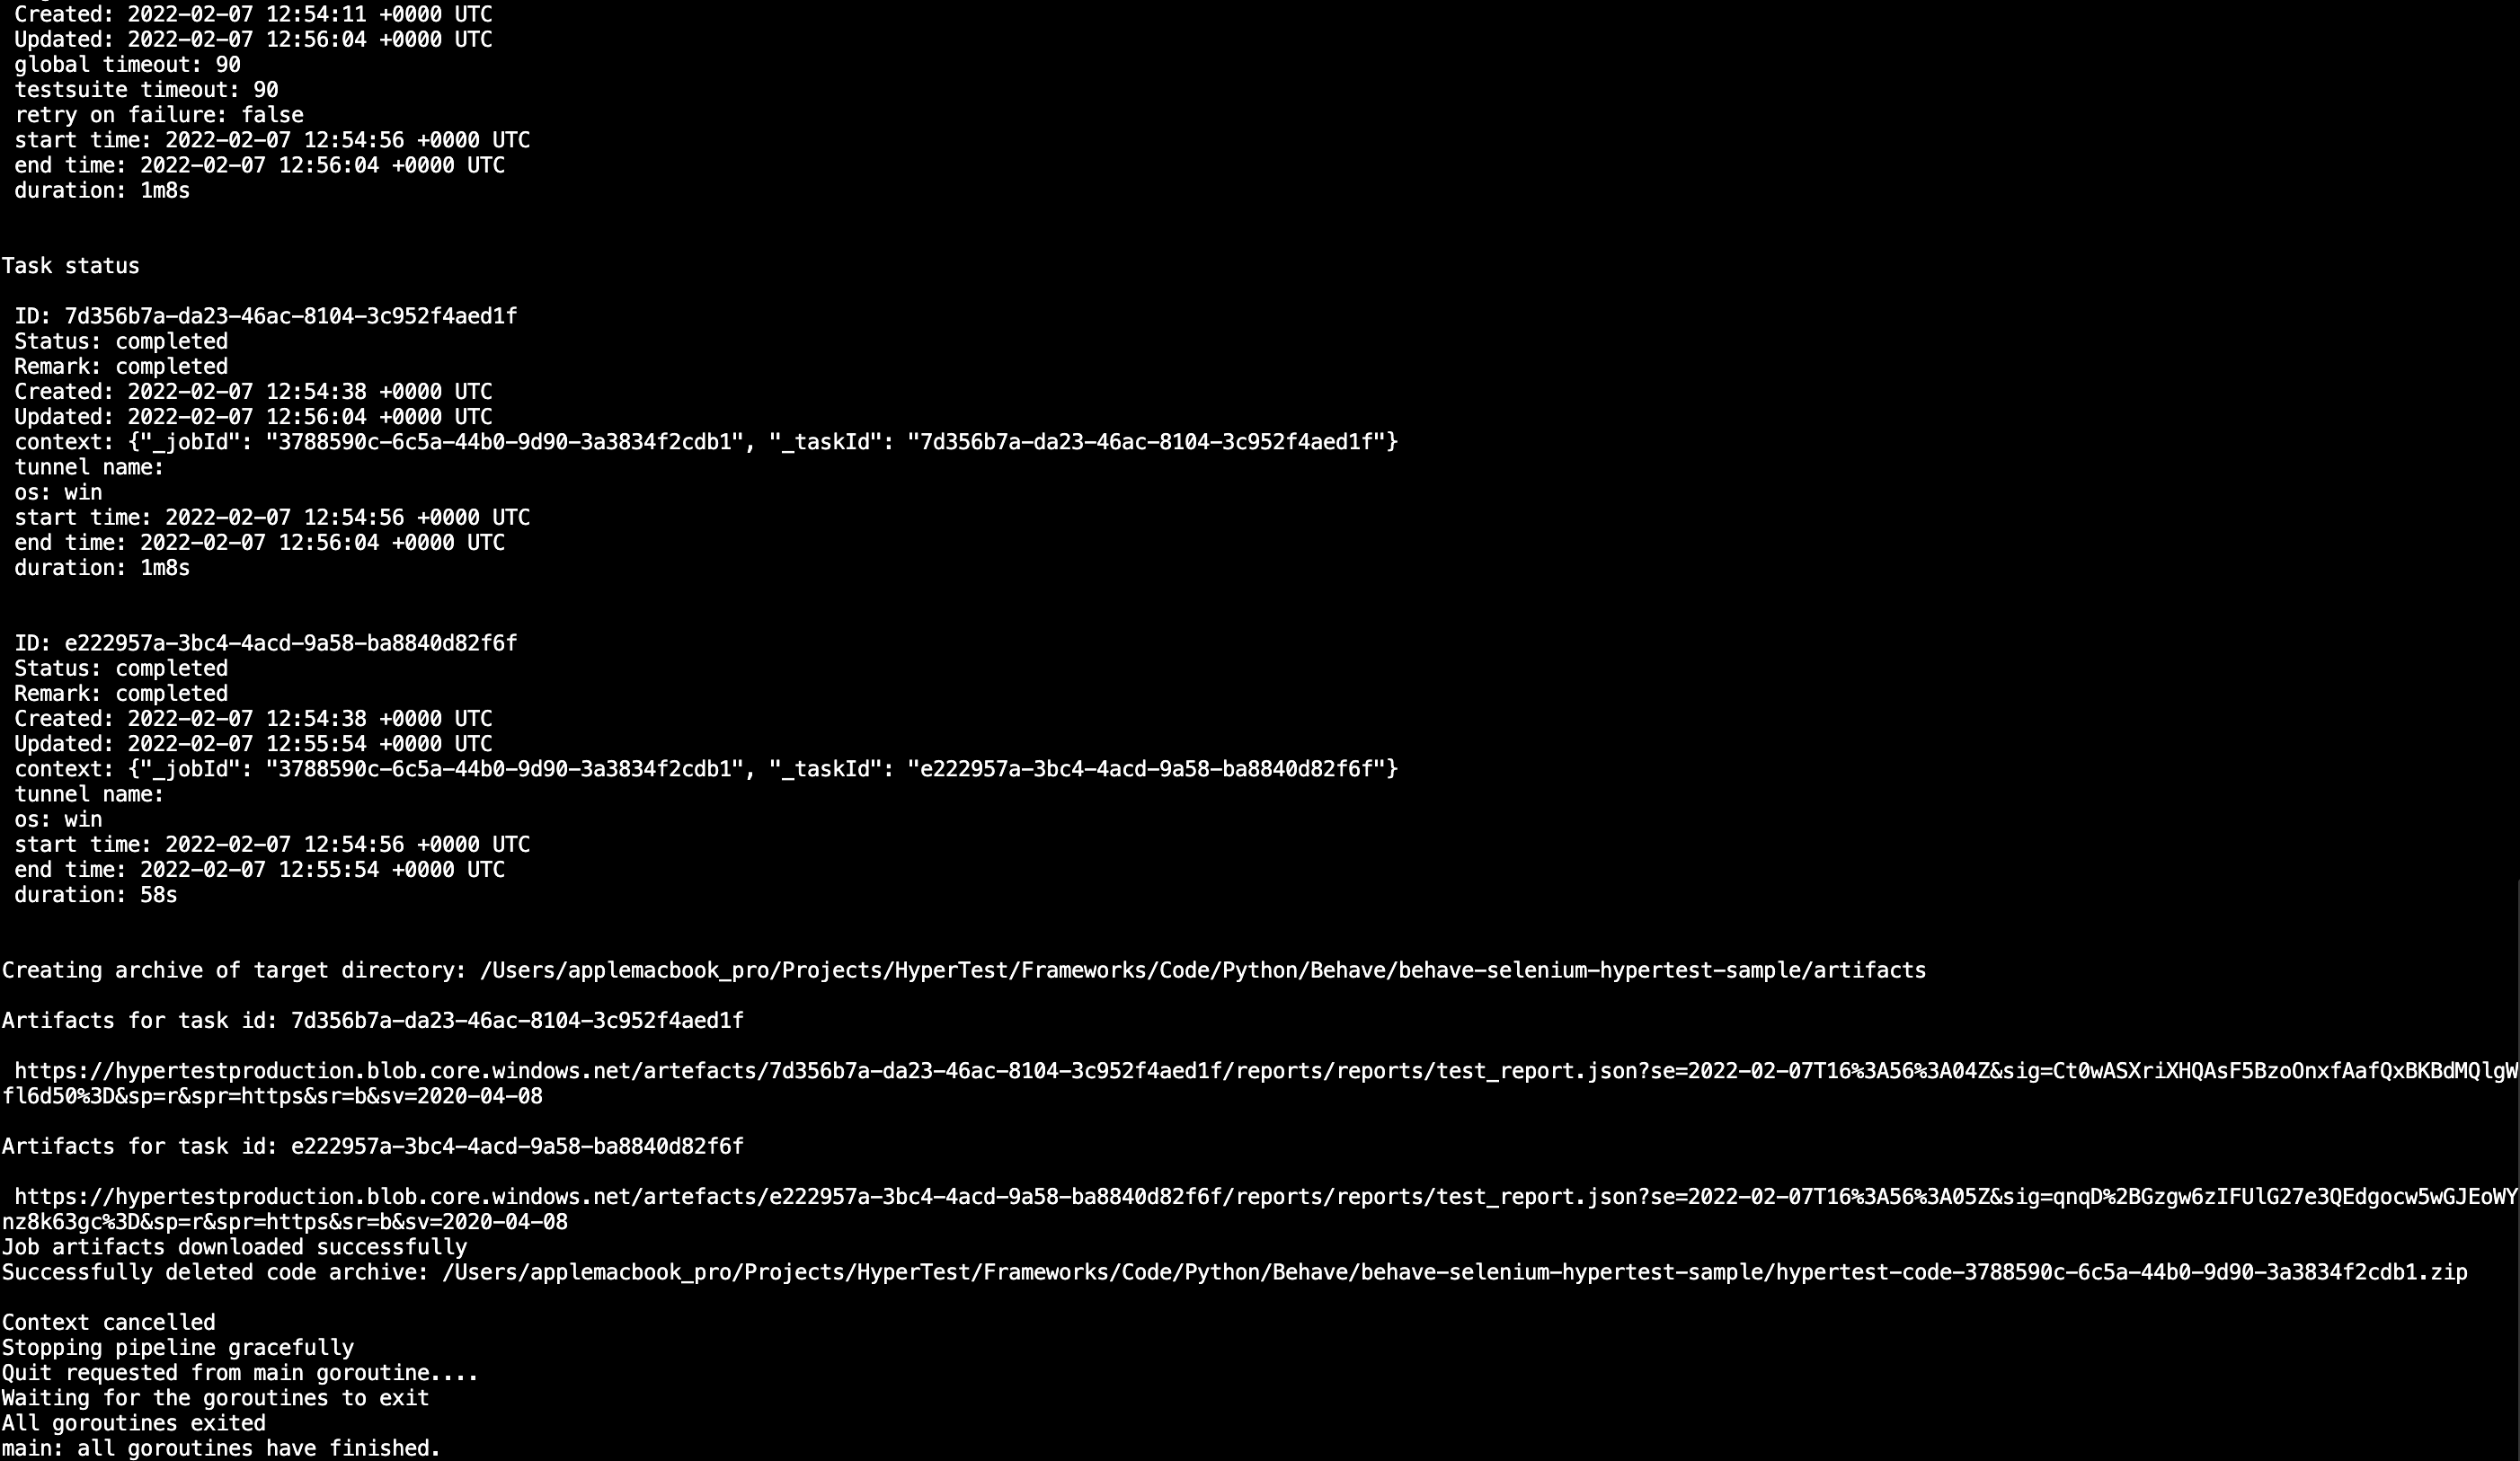 Created: 2022-02-07 12:54:11 +0000 UTC
Updated: 2022-02-07 12:56:04 +0000 UTC
global timeout: 90
testsuite timeout: 90
retry on failure: false
start time: 2022-02-07 12:54:56 +0000 UTC
end time: 2022-02-07 12:56:04 +0000 UTC
duration: 1m8s
Task status
ID: 7d356b7a-da23-46ac-8104-3c952f4aed1f
Status: completed
Remark: completed
Created: 2022-02-07 12:54:38 +0000 UTC
Updated: 2022-02-07 12:56:04 +0000 UTC
context: {"_jobId": "3788590c-6c5a-44b0-9d90-3a3834f2cdb1", "_taskId": "7d356b7a-da23-46ac-8104-3c952f4aed1f"}
tunnel name:
os: win
start time: 2022-02-07 12:54:56 +0000 UTC
end time: 2022-02-07 12:56:04 +0000 UTC
duration: 1m8s
ID: e222957a-3bc4-4acd-9a58-ba8840d82f6f
Status: completed
Remark: completed
Created: 2022-02-07 12:54:38 +0000 UTC
Updated: 2022-02-07 12:55:54 +0000 UTC
context: {"_jobId": "3788590c-6c5a-44b0-9d90-3a3834f2cdb1", "_taskId": "e222957a-3bc4-4acd-9a58-ba8840d82f6f"}
tunnel name:
os: win
start time: 2022-02-07 12:54:56 +0000 UTC
end time: 2022-02-07 12:55:54 +0000 UTC
duration: 58s
Creating archive of target directory: /Users/applemacbook_pro/Projects/HyperTest/Frameworks/Code/Python/Behave/behave-selenium-hypertest-sample/artifacts
Artifacts for task id: 7d356b7a-da23-46ac-8104-3c952f4aed1f
https://hypertestproduction.blob.core.windows.net/artefacts/7d356b7a-da23-46ac-8104-3c952f4aed1f/reports/reports/test_report.json?se=2022-02-07T16%3A56%3A04Z&sig=Ct0wASXriXHQAsF5BzoOnxfAafQxBKBdMQlgW
fl6d50%3D&sp=r&spr=https&sr=b&sv=2020-04-08
Artifacts for task id: e222957a-3bc4-4acd-9a58-ba8840d82f6f
https://hypertestproduction.blob.core.windows.net/artefacts/e222957a-3bc4-4acd-9a58-ba8840d82f6f/reports/reports/test_report.json?se=2022-02-07T16%3A56%3A05Z&sig=qnqD%2BGzgw6zIFUlG27e3QEdgocw5wGJEoWY
nz8k63gc%3D&sp=r&spr=https&sr=b&sv=2020-04-08
Job artifacts downloaded successfully
Successfully deleted code archive: /Users/applemacbook_pro/Projects/HyperTest/Frameworks/Code/Python/Behave/behave-selenium-hypertest-sample/hypertest-code-3788590c-6c5a-44b0-9d90-3a3834f2cdb1.zip
Context cancelled
Stopping pipeline gracefully
Quit requested from main goroutine....
Waiting for the goroutines to exit
All goroutines exited
main: all goroutines have finished.